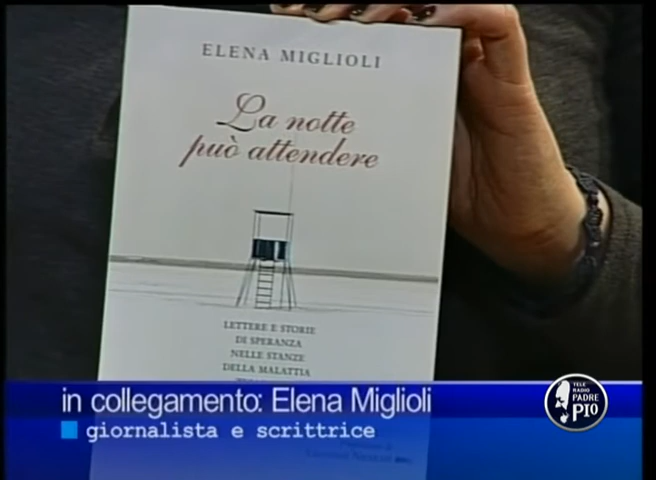 ELENA MIGLIOLI
La notte
può attendere
LETTERE E STORIE
DI SPERANZA
NELLE STANZE
DELLA MALATTIA
in collegamento: Elena Miglioli
giornalista e scrittrice
TELE
RADIO
PADRE
PIO